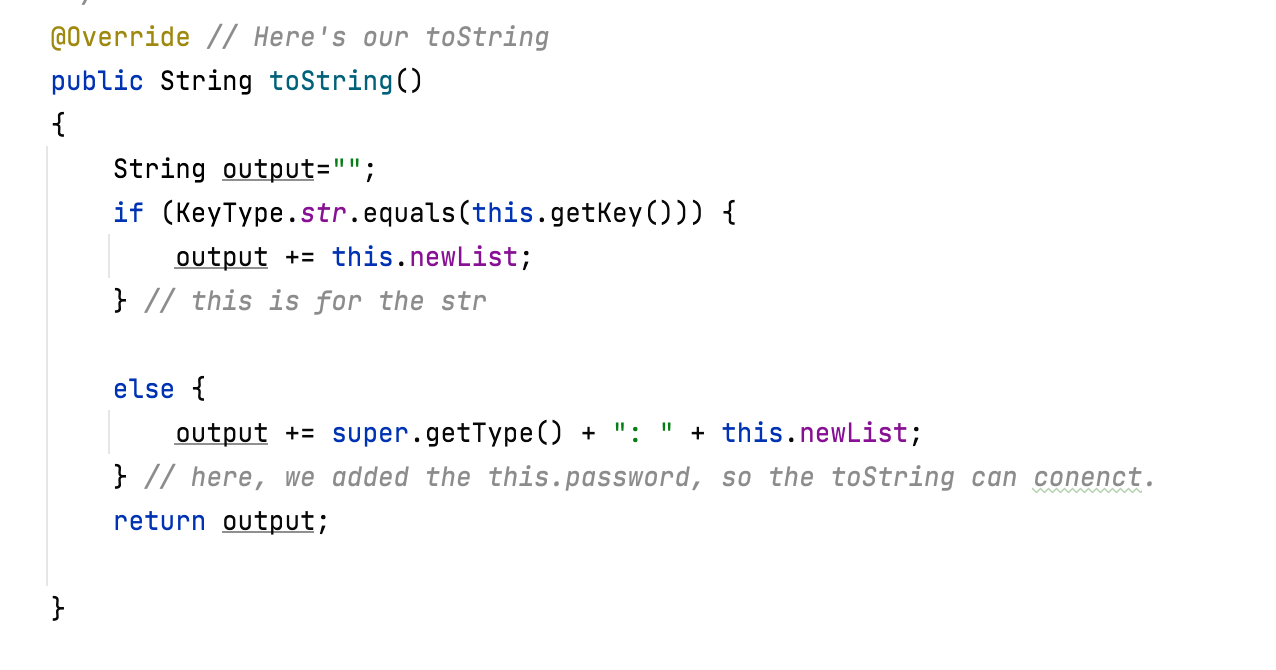 @Override // Here's our toString
public String toString()
{
    String output="";
    if (KeyType.str.equals(this.getKey())) {
        output += this.newList;
    } // this is for the str
    else {
        output += super.getType() + ": " + this.newList;
    } // here, we added the this.password, so the toString can conenct.
    return output;
}